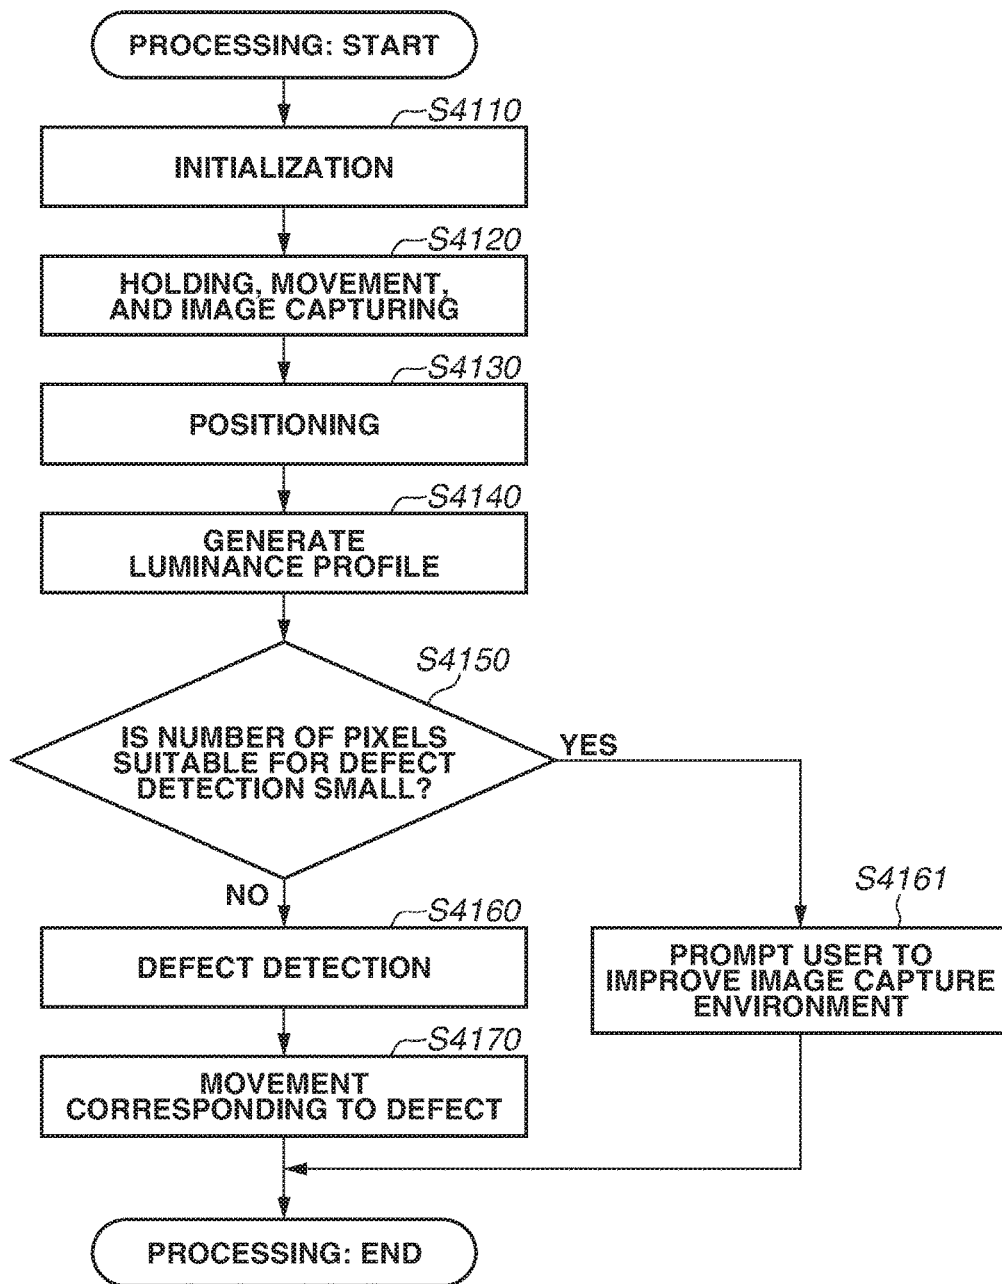 PROCESSING: START
S4110
INITIALIZATION
S4120
HOLDING, MOVEMENT,
AND IMAGE CAPTURING
S4130
POSITIONING
S4140
GENERATE
LUMINANCE PROFILE
S4150
IS NUMBER OF PIXELS
SUITABLE FOR DEFECT
DETECTION SMALL?
YES
NO
S4160
DEFECT DETECTION
S4161
PROMPT USER TO
IMPROVE IMAGE CAPTURE
ENVIRONMENT
S4170
MOVEMENT
CORRESPONDING TO DEFECT
PROCESSING: END